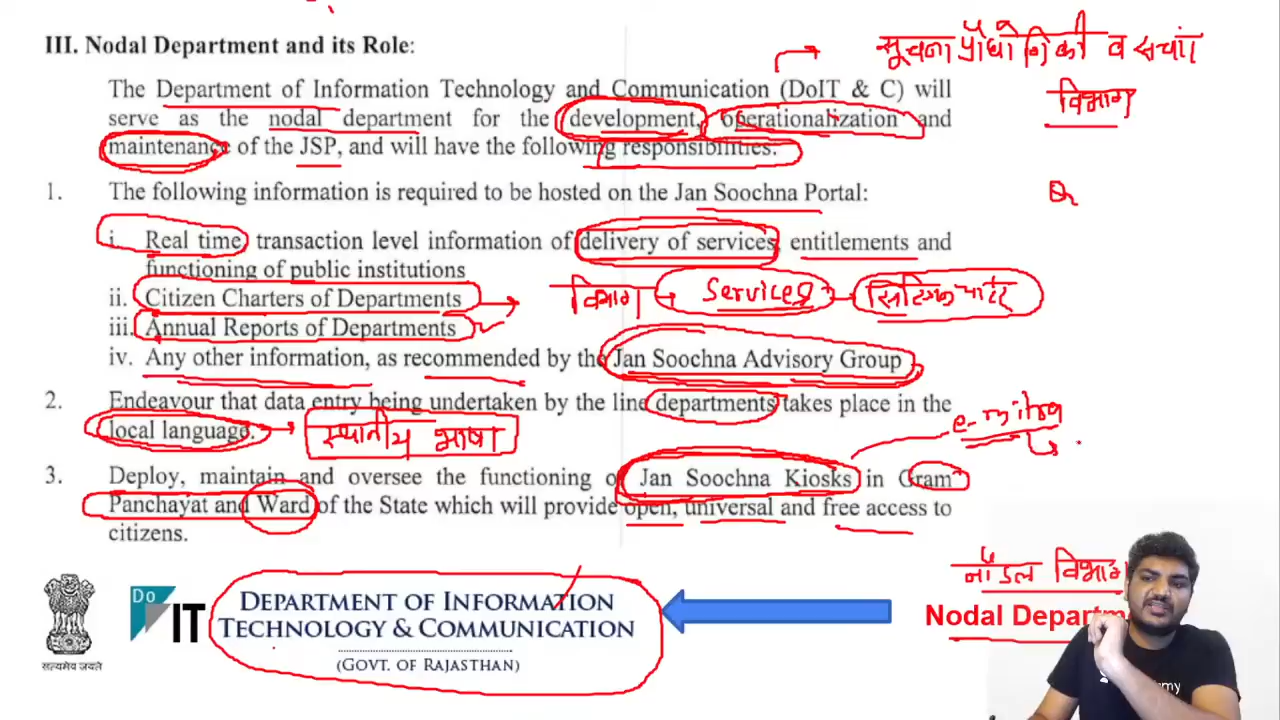 III. Nodal Department and its Role:
सूचना प्रौधोगिकी व सचांर
विभाग
The Department of Information Technology and Communication (DoIT & C) will
serve as the nodal department for the development, operationalization and
maintenance of the JSP, and will have the following responsibilities.
1. The following information is required to be hosted on the Jan Soochna Portal:
i. Real time transaction level information of delivery of services, entitlements and
functioning of public institutions
ii. Citizen Charters of Departments
विभाग Services सिटिजन चार्टर
iii. Annual Reports of Departments
iv. Any other information, as recommended by the Jan Soochna Advisory Group
2. Endeavour that data entry being undertaken by the line departments takes place in the
local language.
स्थानीय भाषा
e-mitra
3. Deploy, maintain and oversee the functioning of Jan Soochna Kiosks in Gram
Panchayat and Ward of the State which will provide open, universal and free access to
citizens.
नॉडल विभाग
Nodal Departm
सत्यमेव जयते
Do
IT
DEPARTMENT OF INFORMATION
TECHNOLOGY & COMMUNICATION
(GOVT. OF RAJASTHAN)